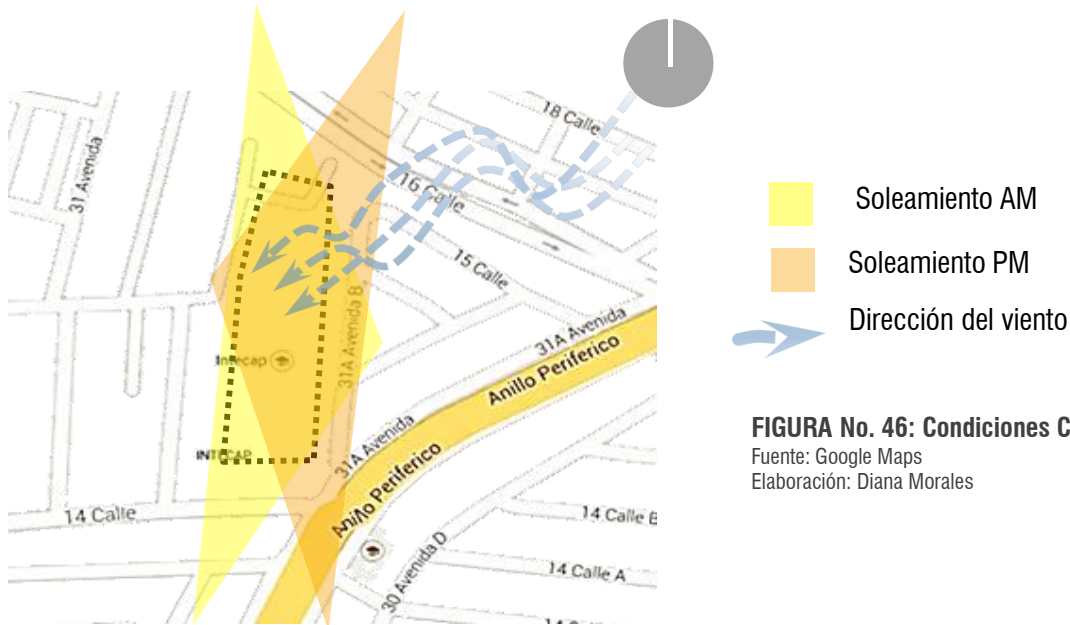 18 Calle
31 Avenida
16 Calle
15 Calle
31A Avenida B
31A Avenida
Anillo Periferico
Intecap
INTECAP
31A Avenida
Anillo Periferico
14 Calle
14 Calle B
30 Avenida D
14 Calle A
Soleamiento AM
Soleamiento PM
Dirección del viento
FIGURA No. 46: Condiciones C
Fuente: Google Maps
Elaboración: Diana Morales